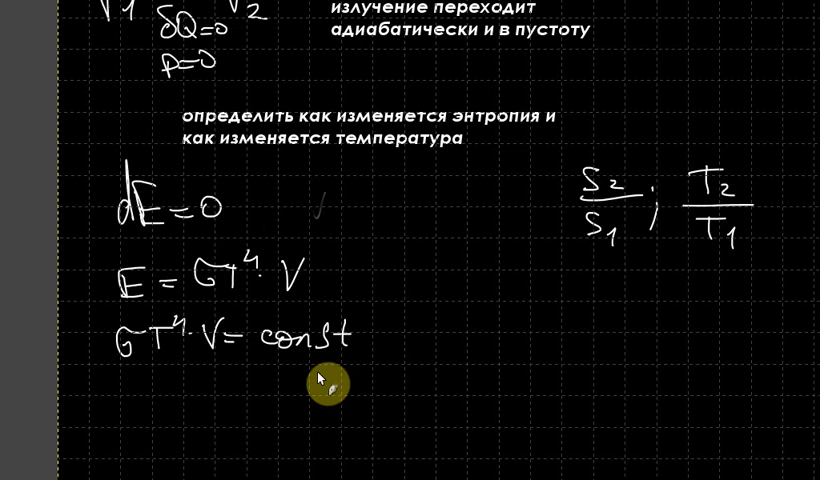 V1 V2
излучение переходит
δQ=0
адиабатически и в пустоту
P=0
определить как изменяется энтропия и
как изменяется температура
dE=0
S2/S1 ; T2/T1
E = σT⁴·V
σT⁴·V= const